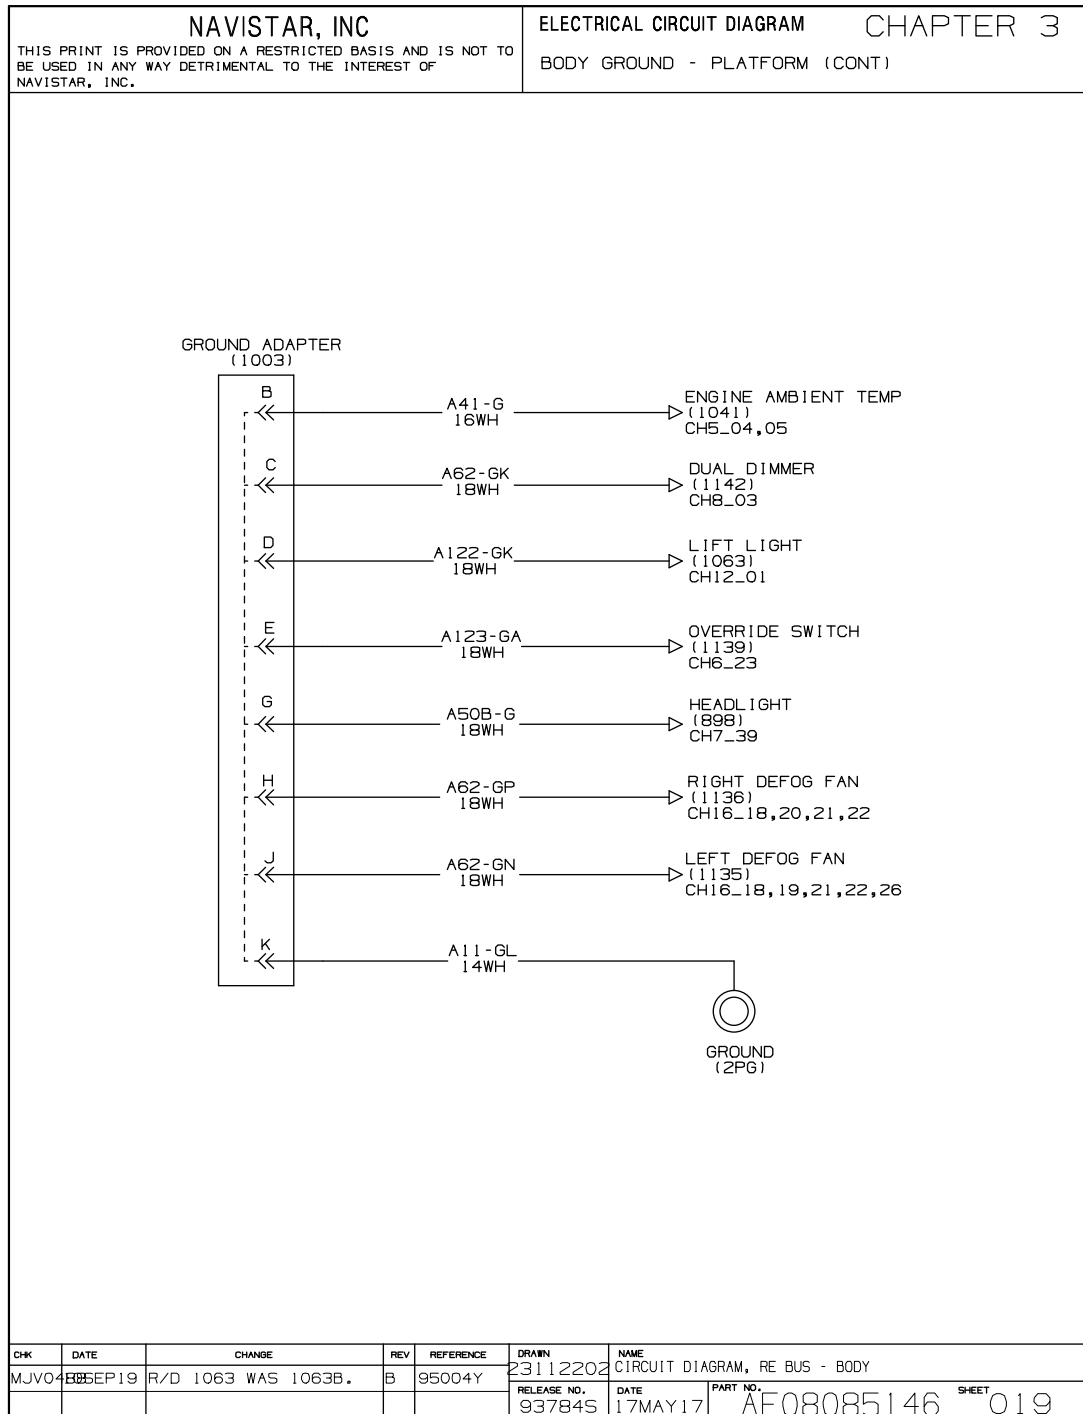 NAVISTAR, INC
THIS PRINT IS PROVIDED ON A RESTRICTED BASIS AND IS NOT TO
BE USED IN ANY WAY DETRIMENTAL TO THE INTEREST OF
NAVISTAR, INC.
ELECTRICAL CIRCUIT DIAGRAM
CHAPTER 3
BODY GROUND - PLATFORM (CONT)
GROUND ADAPTER
(1003)
B
A41-G
16WH
ENGINE AMBIENT TEMP
(1041)
CH5_04,05
C
A62-GK
18WH
DUAL DIMMER
(1142)
CH8_03
D
A122-GK
18WH
LIFT LIGHT
(1063)
CH12_01
E
A123-GA
18WH
OVERRIDE SWITCH
(1139)
CH6_23
G
A50B-G
18WH
HEADLIGHT
(898)
CH7_39
H
A62-GP
18WH
RIGHT DEFOG FAN
(1136)
CH16_18,20,21,22
J
A62-GN
18WH
LEFT DEFOG FAN
(1135)
CH16_18,19,21,22,26
K
A11-GL
14WH
GROUND
(2PG)
CHK DATE CHANGE REV REFERENCE
R/D 1063 WAS 1063B. B 95004Y
DRAWN
23112202
NAME
CIRCUIT DIAGRAM, RE BUS - BODY
RELEASE NO.
93784S
DATE
17MAY17
PART NO.
AE08085146
SHEET
019